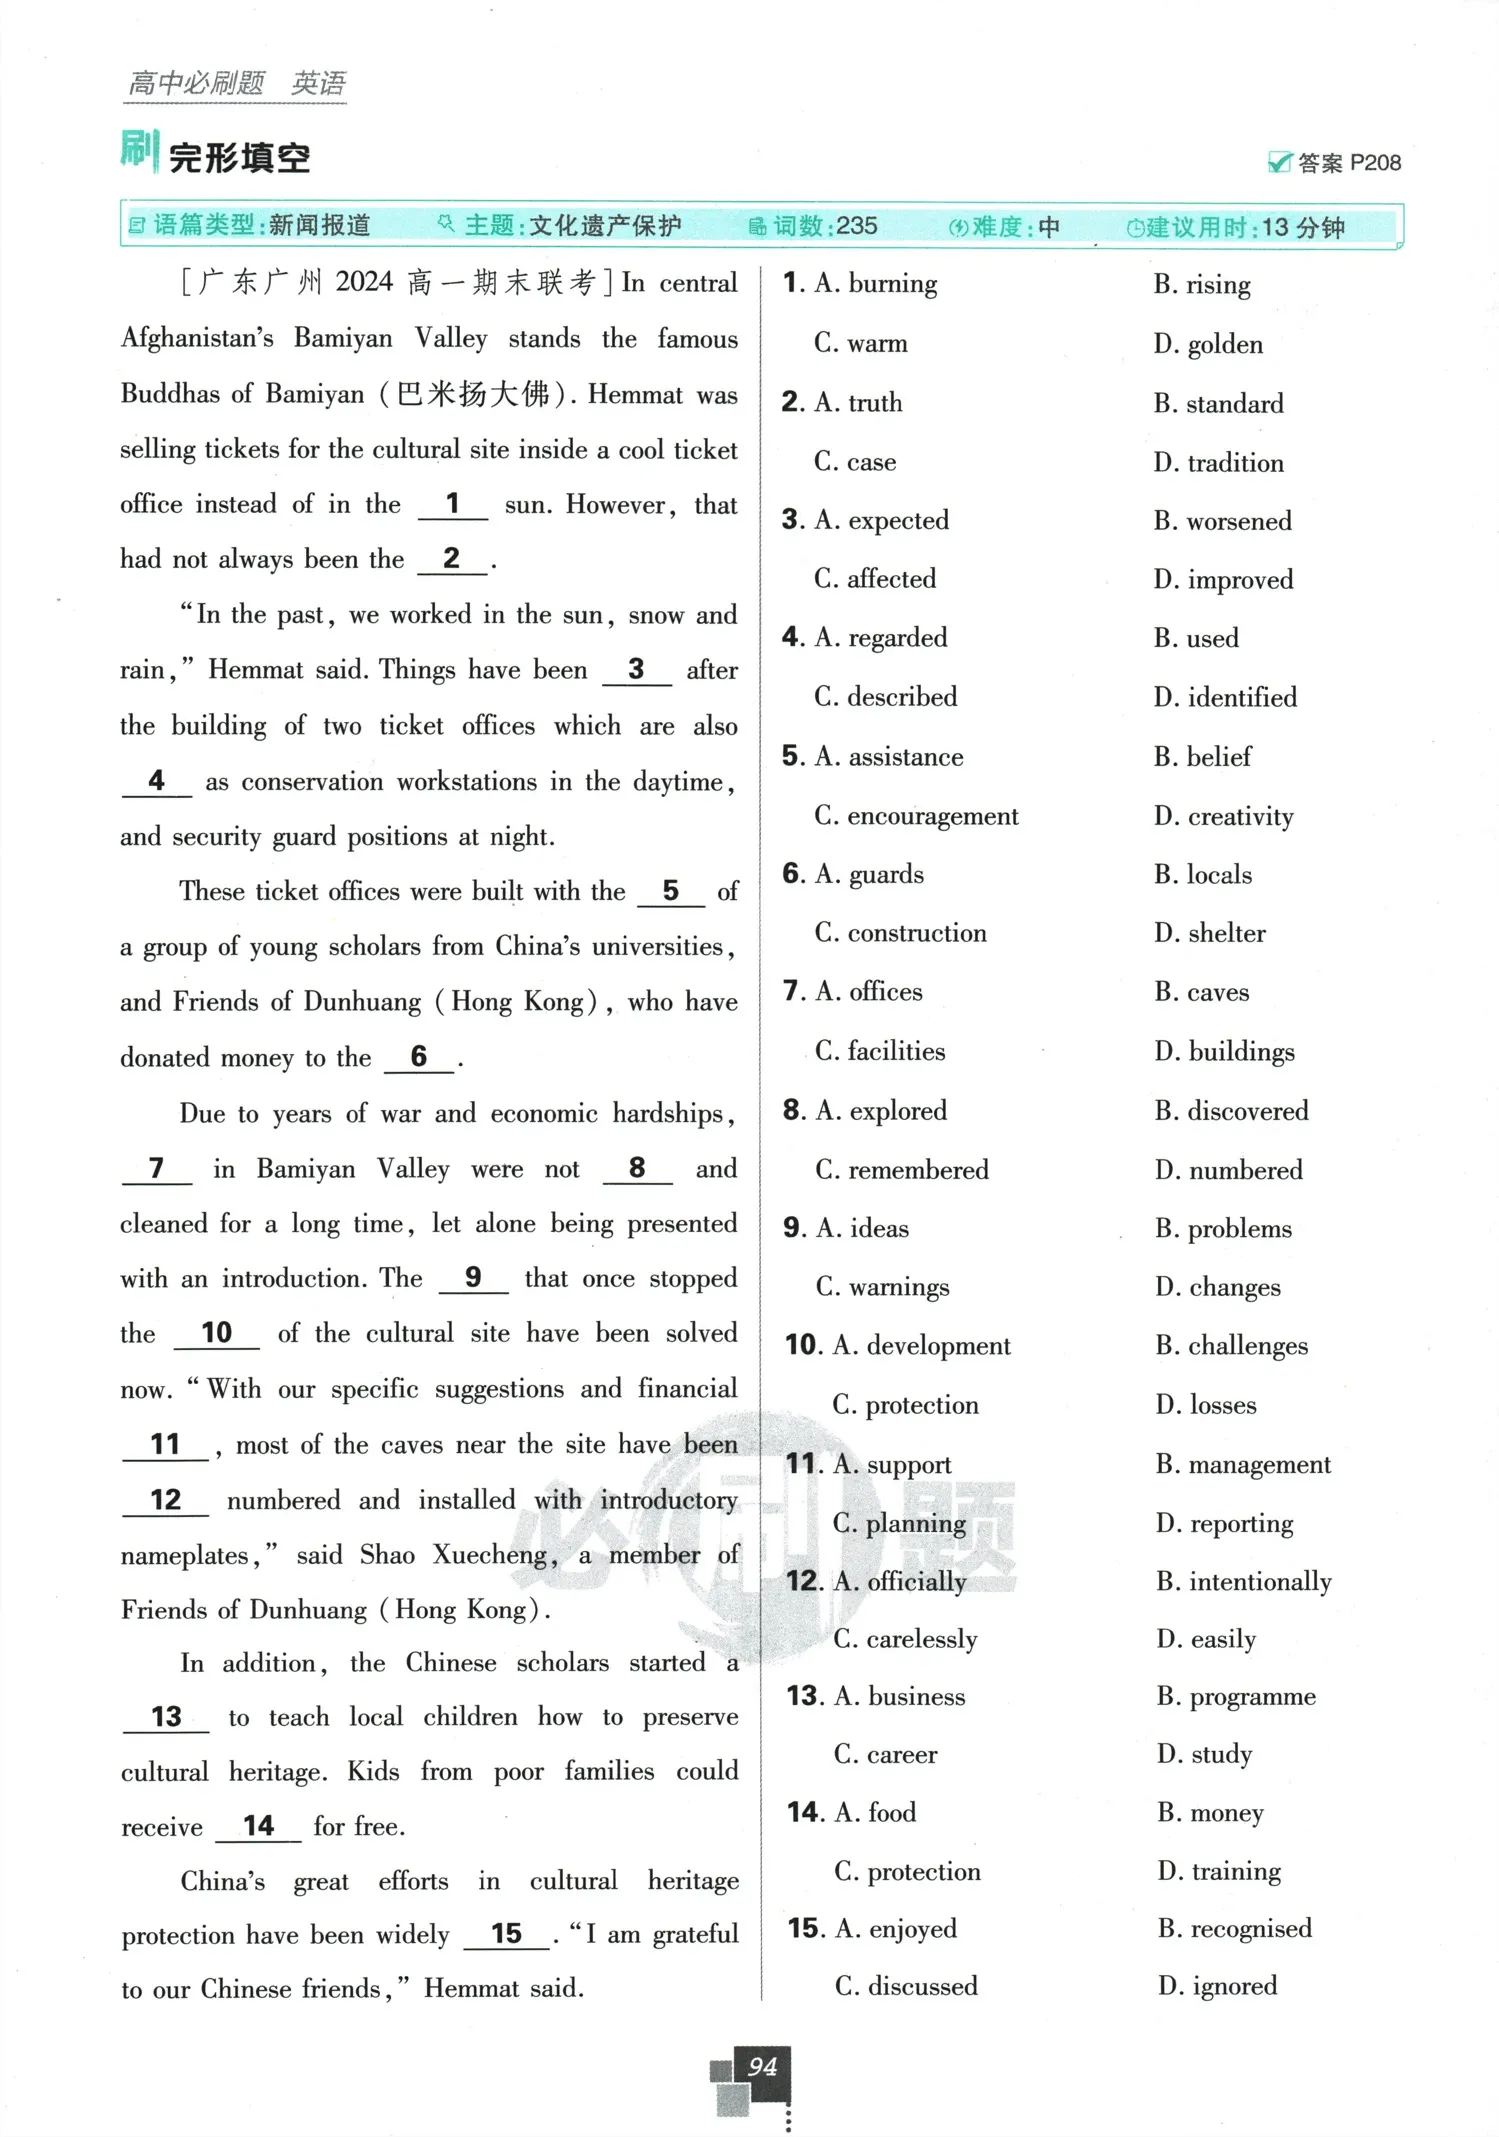 高中必刷题 英语
刷 完形填空
答案 P208
语篇类型:新闻报道 主题:文化遗产保护 词数:235 难度:中 建议用时:13 分钟
[广东广州 2024 高一期末联考] In central
Afghanistan's Bamiyan Valley stands the famous
Buddhas of Bamiyan (巴米扬大佛). Hemmat was
selling tickets for the cultural site inside a cool ticket
office instead of in the 1 sun. However, that
had not always been the 2 .
“In the past, we worked in the sun, snow and
rain,” Hemmat said. Things have been 3 after
the building of two ticket offices which are also
4 as conservation workstations in the daytime,
and security guard positions at night.
These ticket offices were built with the 5 of
a group of young scholars from China's universities,
and Friends of Dunhuang (Hong Kong), who have
donated money to the 6 .
Due to years of war and economic hardships,
7 in Bamiyan Valley were not 8 and
cleaned for a long time, let alone being presented
with an introduction. The 9 that once stopped
the 10 of the cultural site have been solved
now. “With our specific suggestions and financial
11 , most of the caves near the site have been
12 numbered and installed with introductory
nameplates,” said Shao Xuecheng, a member of
Friends of Dunhuang (Hong Kong).
In addition, the Chinese scholars started a
13 to teach local children how to preserve
cultural heritage. Kids from poor families could
receive 14 for free.
China's great efforts in cultural heritage
protection have been widely 15 . “I am grateful
to our Chinese friends,” Hemmat said.
1. A. burning B. rising
C. warm D. golden
2. A. truth B. standard
C. case D. tradition
3. A. expected B. worsened
C. affected D. improved
4. A. regarded B. used
C. described D. identified
5. A. assistance B. belief
C. encouragement D. creativity
6. A. guards B. locals
C. construction D. shelter
7. A. offices B. caves
C. facilities D. buildings
8. A. explored B. discovered
C. remembered D. numbered
9. A. ideas B. problems
C. warnings D. changes
10. A. development B. challenges
C. protection D. losses
11. A. support B. management
C. planning D. reporting
12. A. officially B. intentionally
C. carelessly D. easily
13. A. business B. programme
C. career D. study
14. A. food B. money
C. protection D. training
15. A. enjoyed B. recognised
C. discussed D. ignored
必刷题
94